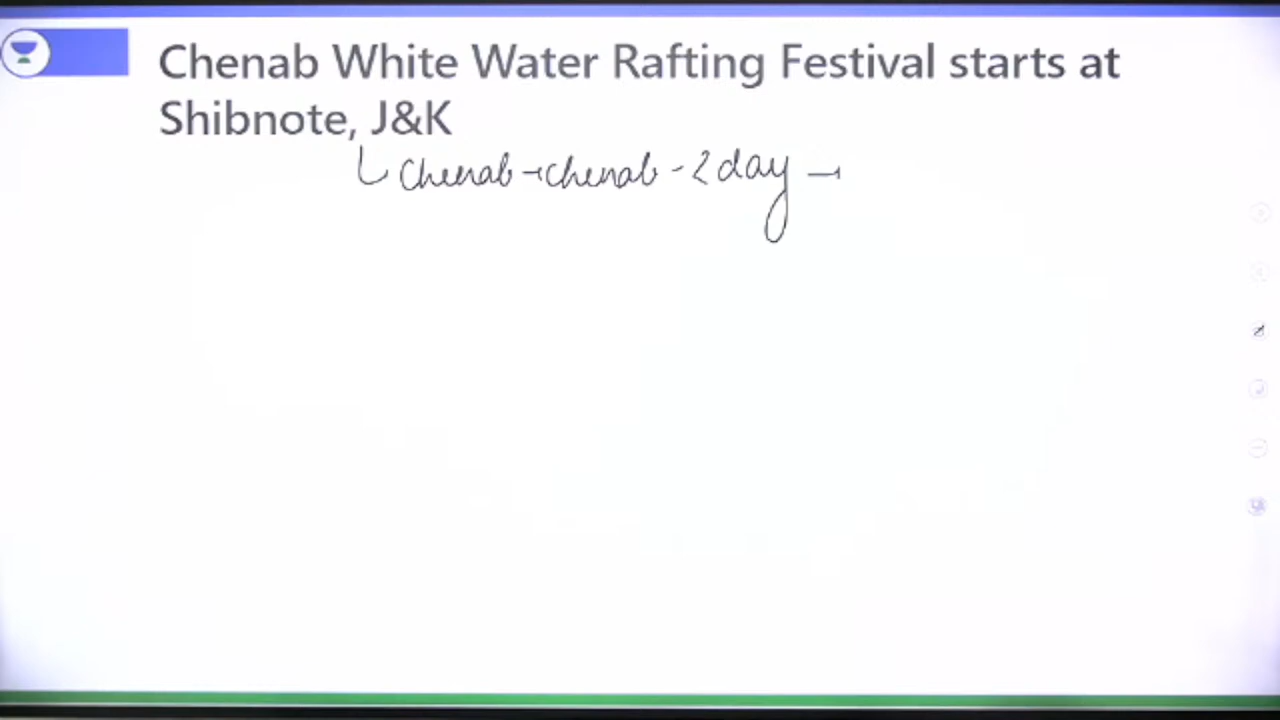 Chenab White Water Rafting Festival starts at
Shibnote, J&K
Chenab → chenab - 2 day →